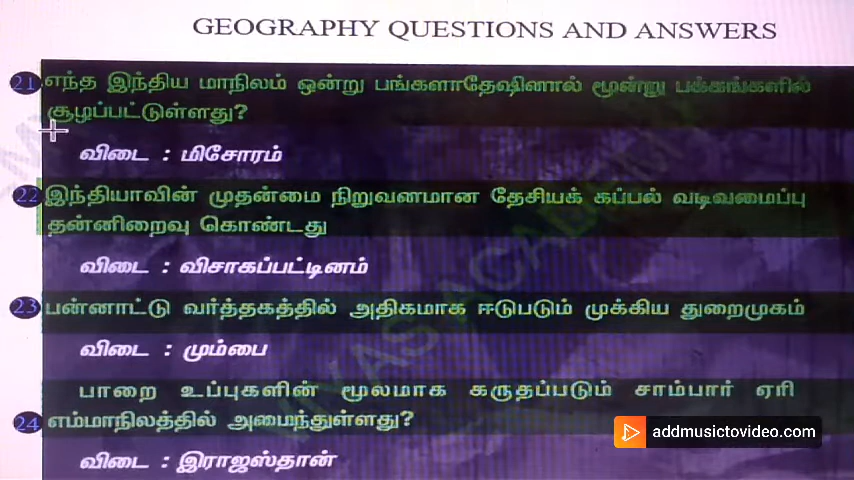 GEOGRAPHY QUESTIONS AND ANSWERS
21 எந்த இந்திய மாநிலம் ஒன்று பங்களாதேஷினால் மூன்று பக்கங்களில்
சூழப்பட்டுள்ளது?
விடை : மிசோரம்
22 இந்தியாவின் முதன்மை நிறுவனமான தேசியக் கப்பல் வடிவமைப்பு
தன்னிறைவு கொண்டது
விடை : விசாகப்பட்டினம்
23 பன்னாட்டு வர்த்தகத்தில் அதிகமாக ஈடுபடும் முக்கிய துறைமுகம்
விடை : மும்பை
பாறை உப்புகளின் மூலமாக கருதப்படும் சாம்பார் ஏரி
24 எம்மாநிலத்தில் அமைந்துள்ளது?
விடை : இராஜஸ்தான்
VIYAS ACADEMY
addmusictovideo.com